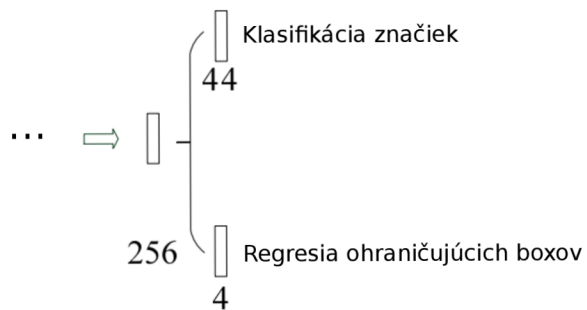 Klasifikácia značiek
44
...
256
Regresia ohraničujúcich boxov
4